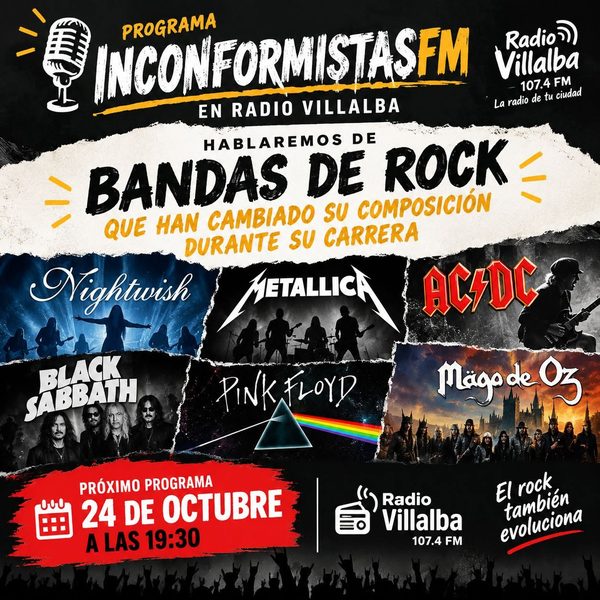 PROGRAMA
INCONFORMISTASFM
EN RADIO VILLALBA
Radio
Villalba
107.4 FM
La radio de tu ciudad
HABLAREMOS DE
BANDAS DE ROCK
QUE HAN CAMBIADO SU COMPOSICIÓN
DURANTE SU CARRERA
Nightwish
METALLICA
AC/DC
BLACK
SABBATH
PINK FLOYD
Mägo de Oz
PRÓXIMO PROGRAMA
24 DE OCTUBRE
A LAS 19:30
Radio
Villalba
107.4 FM
El rock
también
evoluciona